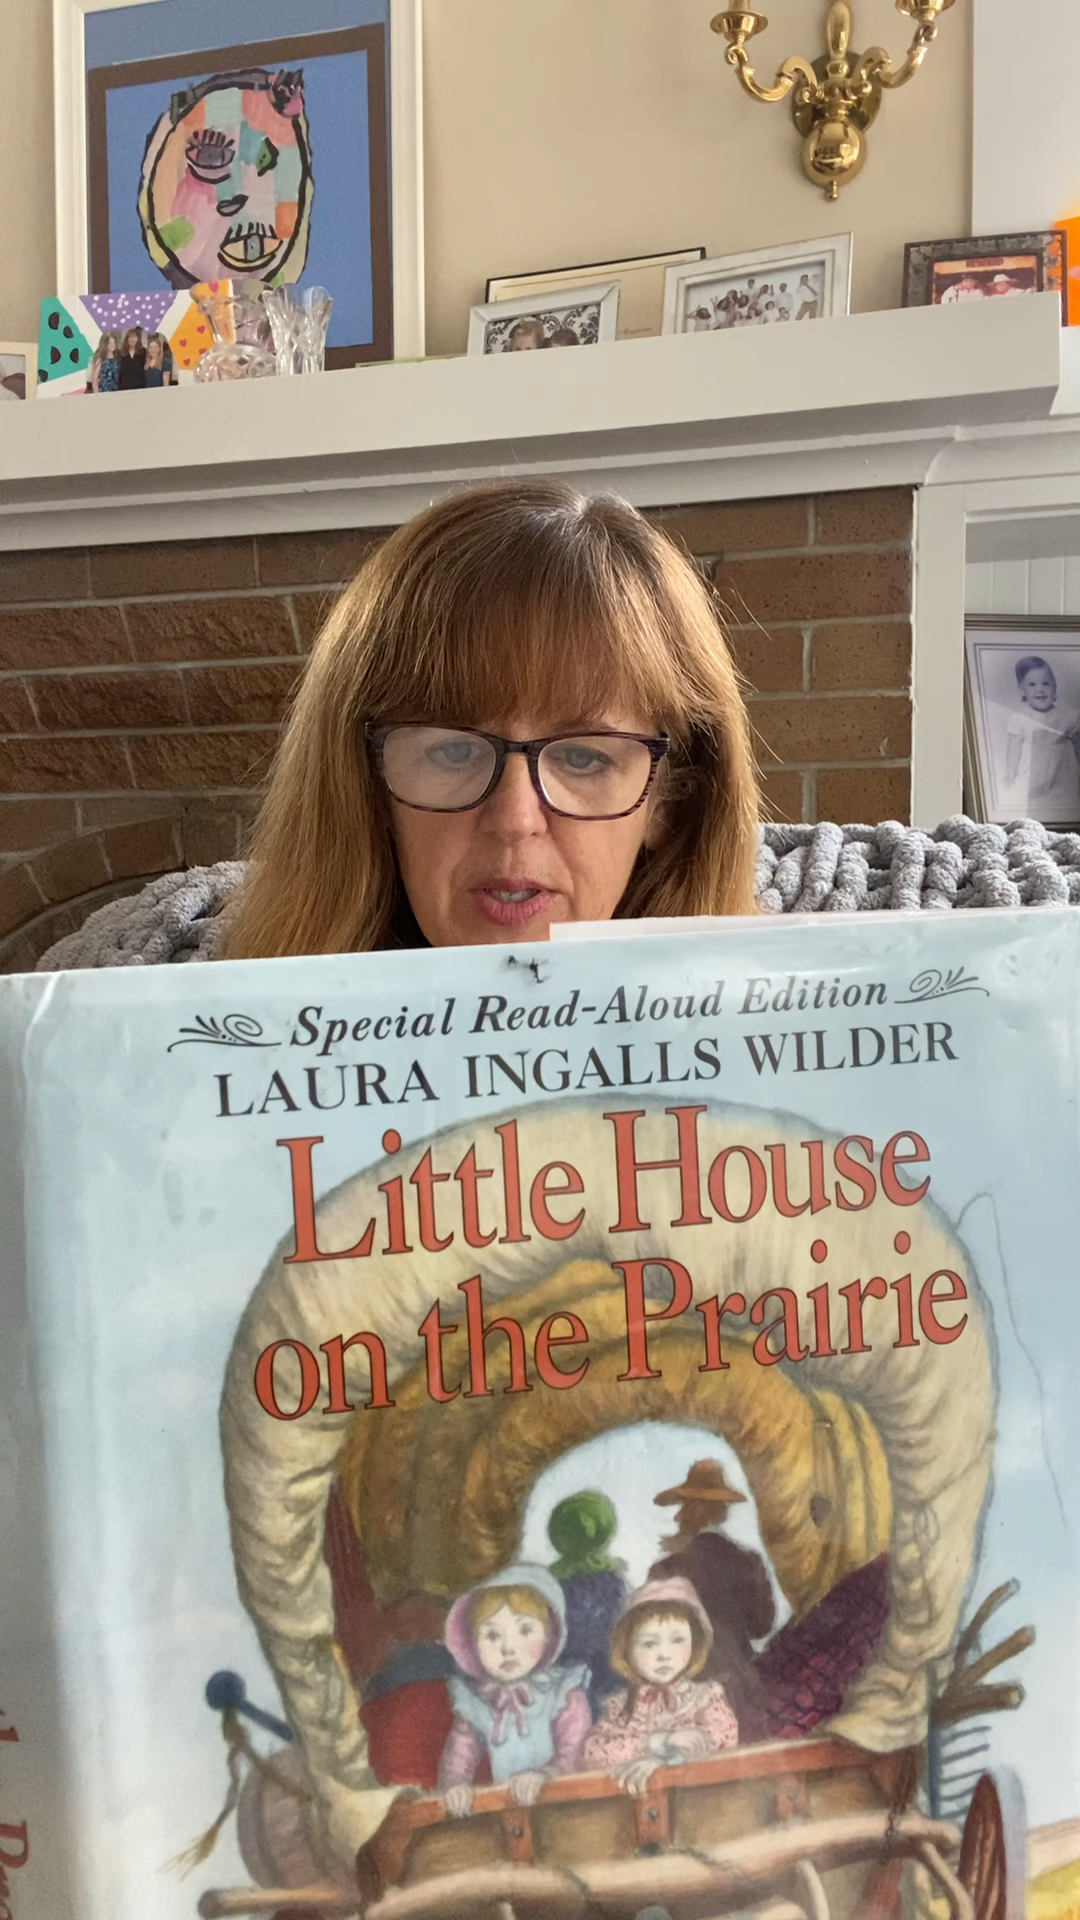 Special Read-Aloud Edition
LAURA INGALLS WILDER
Little House
on the Prairie